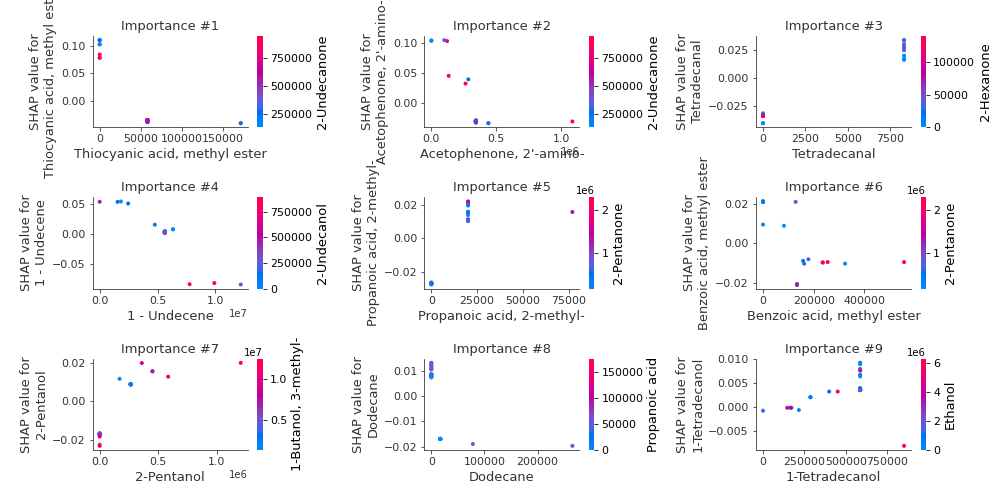 Importance #1
SHAP value for
Thiocyanic acid, methyl est
0.10
0.05
0.00
0
50000
100000
150000
Thiocyanic acid, methyl ester
750000
500000
250000
2-Undecanone
Importance #2
SHAP value for
Acetophenone, 2'-amino-
0.10
0.05
0.00
0.0
0.5
1.0
1e6
Acetophenone, 2'-amino-
750000
500000
250000
2-Undecanone
Importance #3
SHAP value for
Tetradecanal
0.025
0.000
−0.025
0
2500
5000
7500
Tetradecanal
100000
50000
0
2-Hexanone
Importance #4
SHAP value for
1 - Undecene
0.05
0.00
−0.05
0.0
0.5
1.0
1e7
1 - Undecene
750000
500000
250000
0
2-Undecanol
Importance #5
SHAP value for
Propanoic acid, 2-methyl-
0.02
0.00
−0.02
0
25000
50000
75000
Propanoic acid, 2-methyl-
1e6
2
1
2-Pentanone
Importance #6
SHAP value for
Benzoic acid, methyl ester
0.02
0.00
−0.02
0
200000
400000
Benzoic acid, methyl ester
1e6
2
1
2-Pentanone
Importance #7
SHAP value for
2-Pentanol
0.02
0.00
−0.02
0.0
0.5
1.0
1e6
2-Pentanol
1e7
1.0
0.5
1-Butanol, 3-methyl-
Importance #8
SHAP value for
Dodecane
0.01
0.00
−0.01
−0.02
0
100000
200000
Dodecane
150000
100000
50000
0
Propanoic acid
Importance #9
SHAP value for
1-Tetradecanol
0.010
0.005
0.000
−0.005
0
250000
500000
750000
1-Tetradecanol
1e6
6
4
2
0
Ethanol